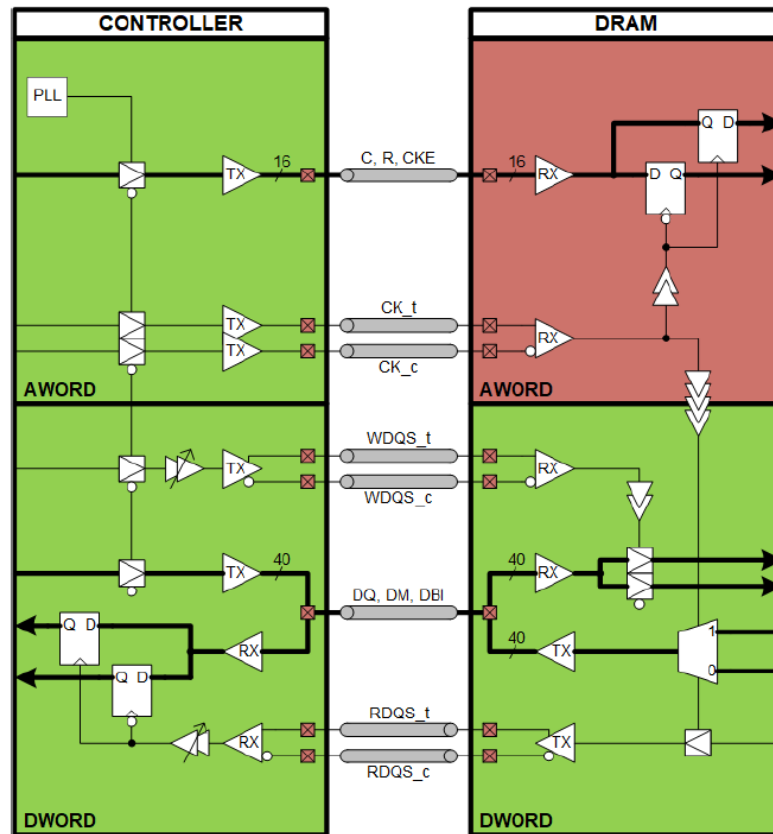 CONTROLLER
DRAM
PLL
TX
16
C, R, CKE
16
RX
Q D
D Q
TX
CK_t
RX
TX
CK_c
AWORD
AWORD
TX
WDQS_t
RX
WDQS_c
TX
40
DQ, DM, DBI
40
RX
Q D
RX
40
TX
1
0
Q D
RX
RDQS_t
TX
RDQS_c
DWORD
DWORD